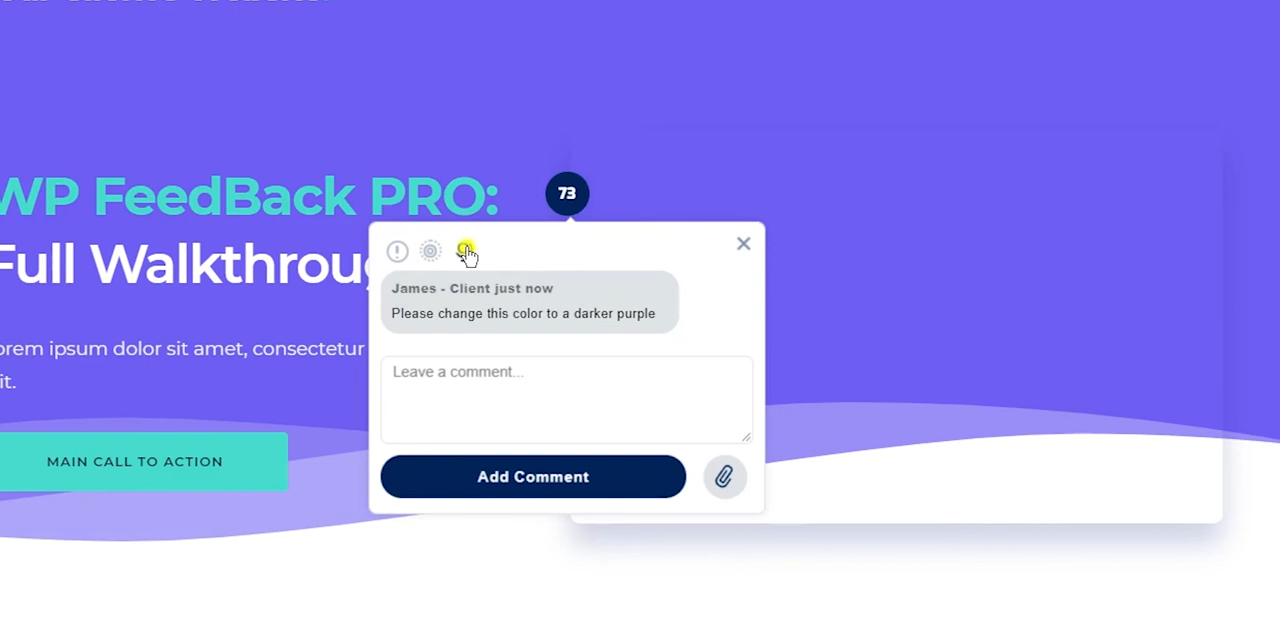 WP FeedBack PRO:
73
Full Walkthroug
James - Client just now
Please change this color to a darker purple
orem ipsum dolor sit amet, consectetur
it.
Leave a comment...
MAIN CALL TO ACTION
Add Comment